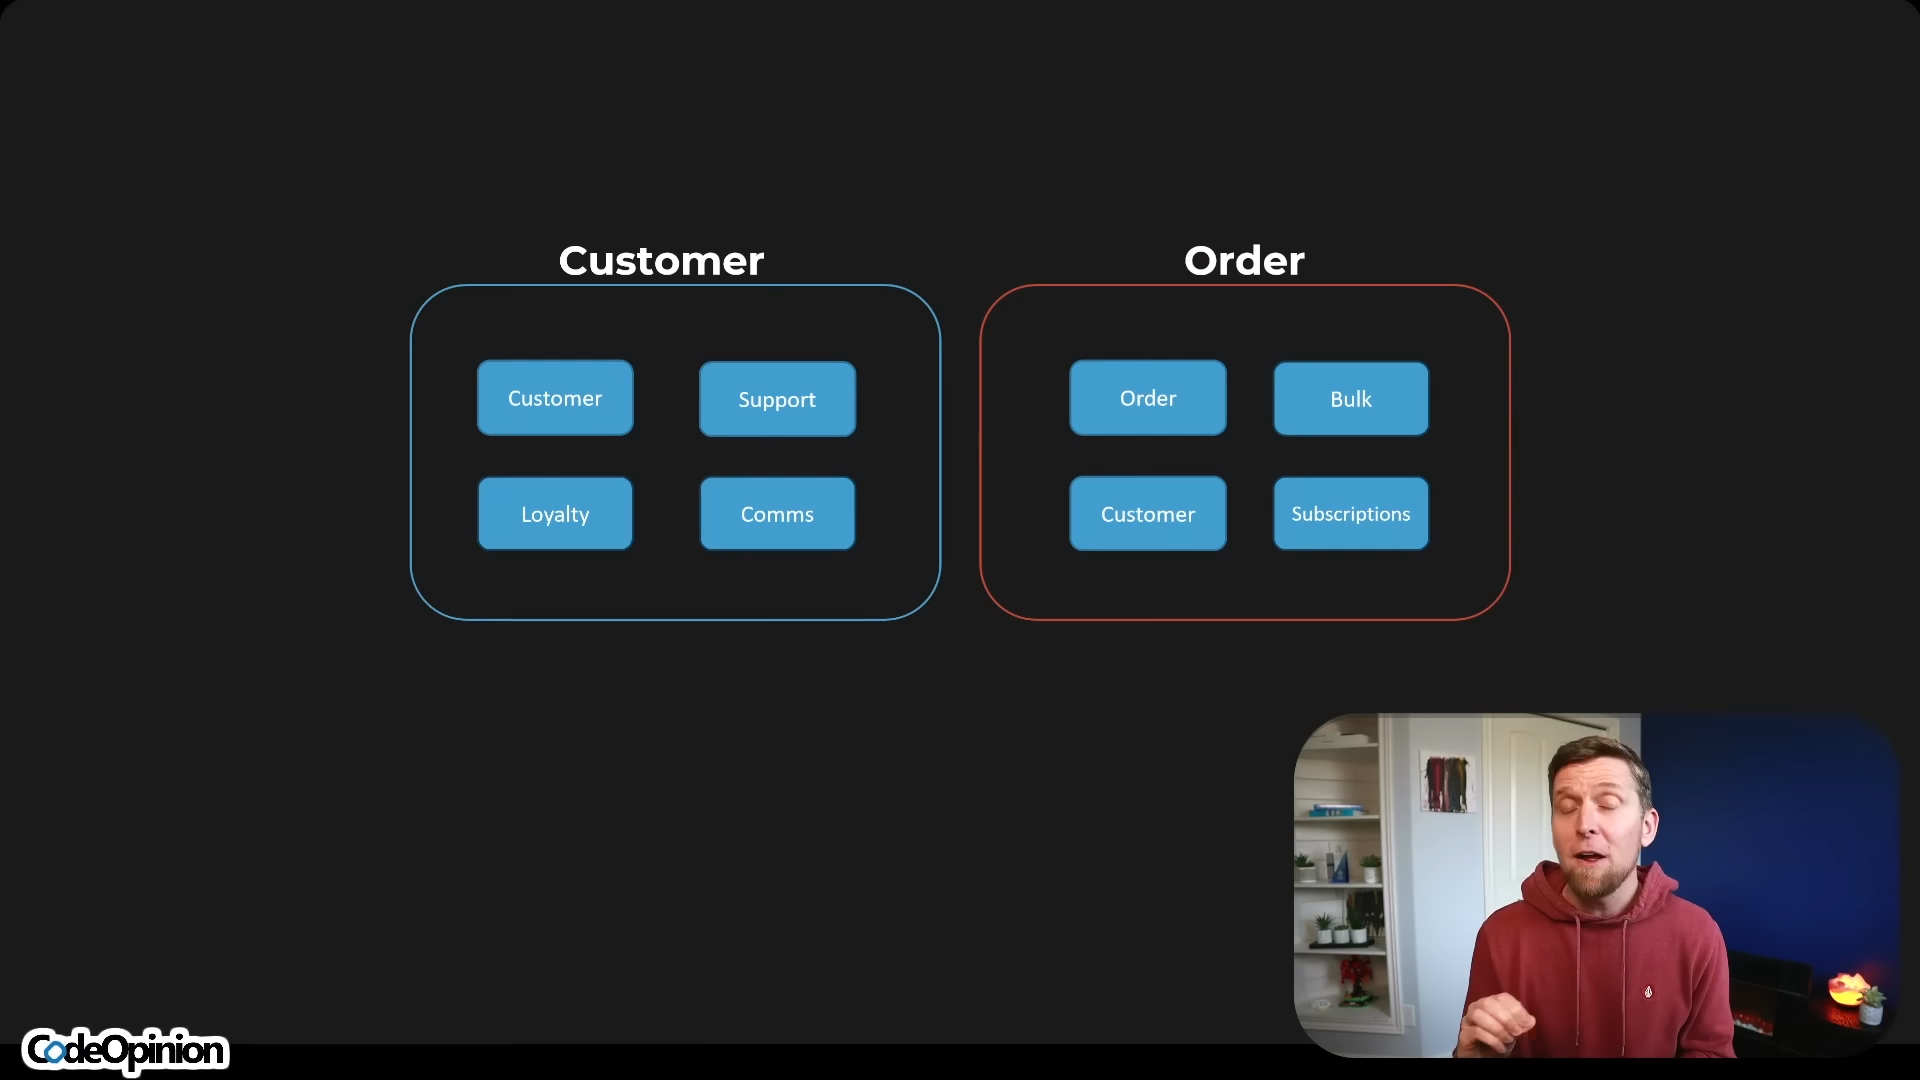 Customer
Order
Customer
Support
Loyalty
Comms
Order
Bulk
Customer
Subscriptions
CodeOpinion